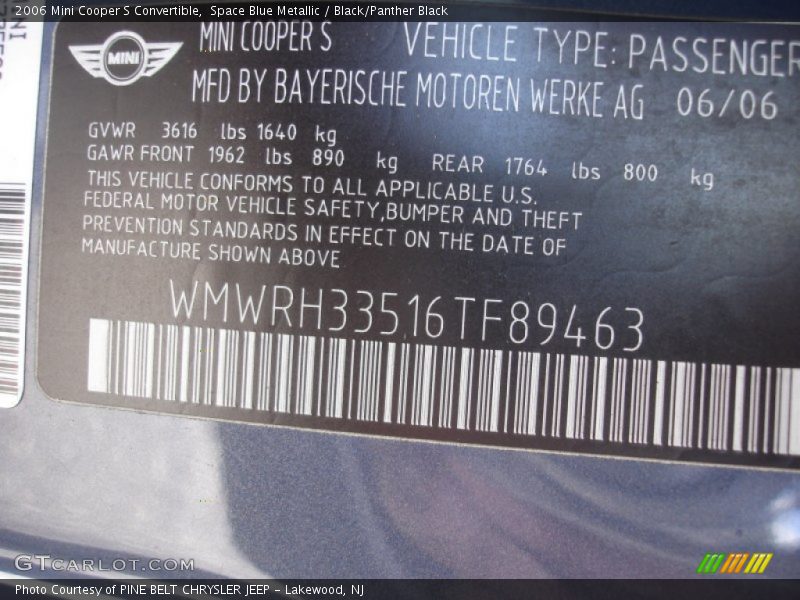 2006 Mini Cooper S Convertible,  Space Blue Metallic / Black/Panther Black
MINI
MINI COOPER S VEHICLE TYPE: PASSENGER
MFD BY BAYERISCHE MOTOREN WERKE AG 06/06
GVWR 3616 lbs 1640 kg
GAWR FRONT 1962 lbs 890 kg REAR 1764 lbs 800 kg
THIS VEHICLE CONFORMS TO ALL APPLICABLE U.S.
FEDERAL MOTOR VEHICLE SAFETY,BUMPER AND THEFT
PREVENTION STANDARDS IN EFFECT ON THE DATE OF
MANUFACTURE SHOWN ABOVE
WMWRH33516TF89463
GTCARLOT.COM
Photo Courtesy of PINE BELT CHRYSLER JEEP - Lakewood, NJ